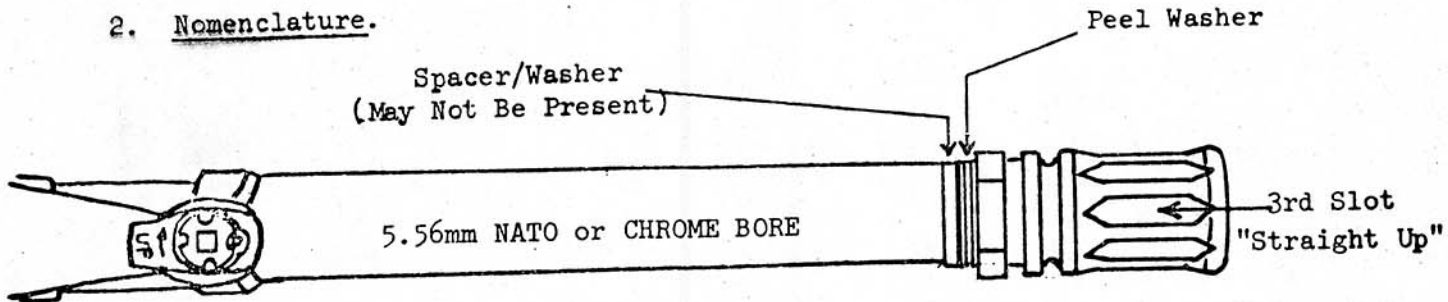 2. Nomenclature.
Peel Washer
Spacer/Washer
(May Not Be Present)
5.56mm NATO or CHROME BORE
3rd Slot
"Straight Up"